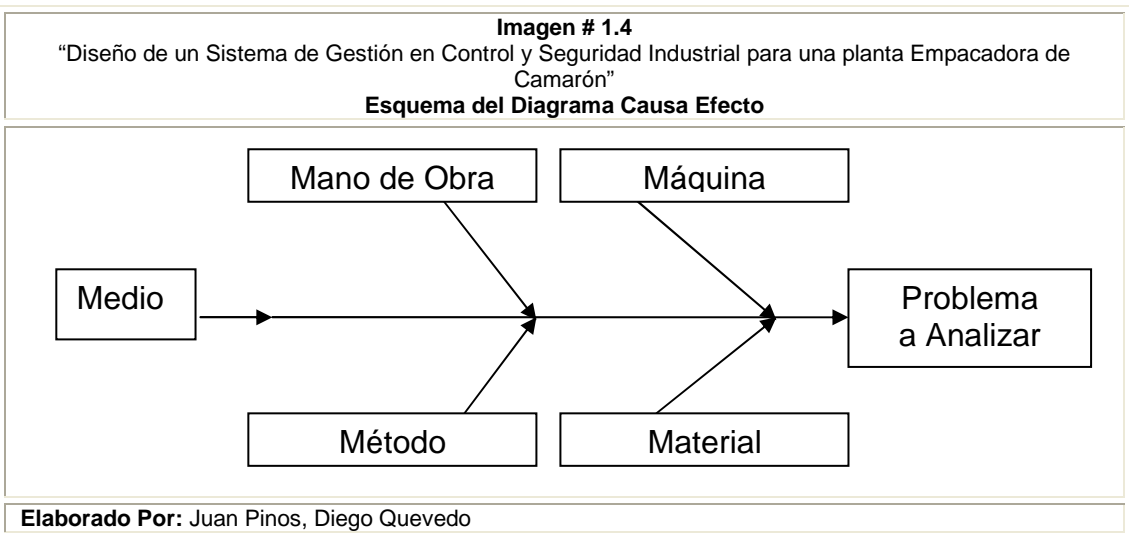 Imagen # 1.4
“Diseño de un Sistema de Gestión en Control y Seguridad Industrial para una planta Empacadora de
Camarón”
Esquema del Diagrama Causa Efecto
Mano de Obra
Máquina
Medio
Problema
a Analizar
Método
Material
Elaborado Por: Juan Pinos, Diego Quevedo